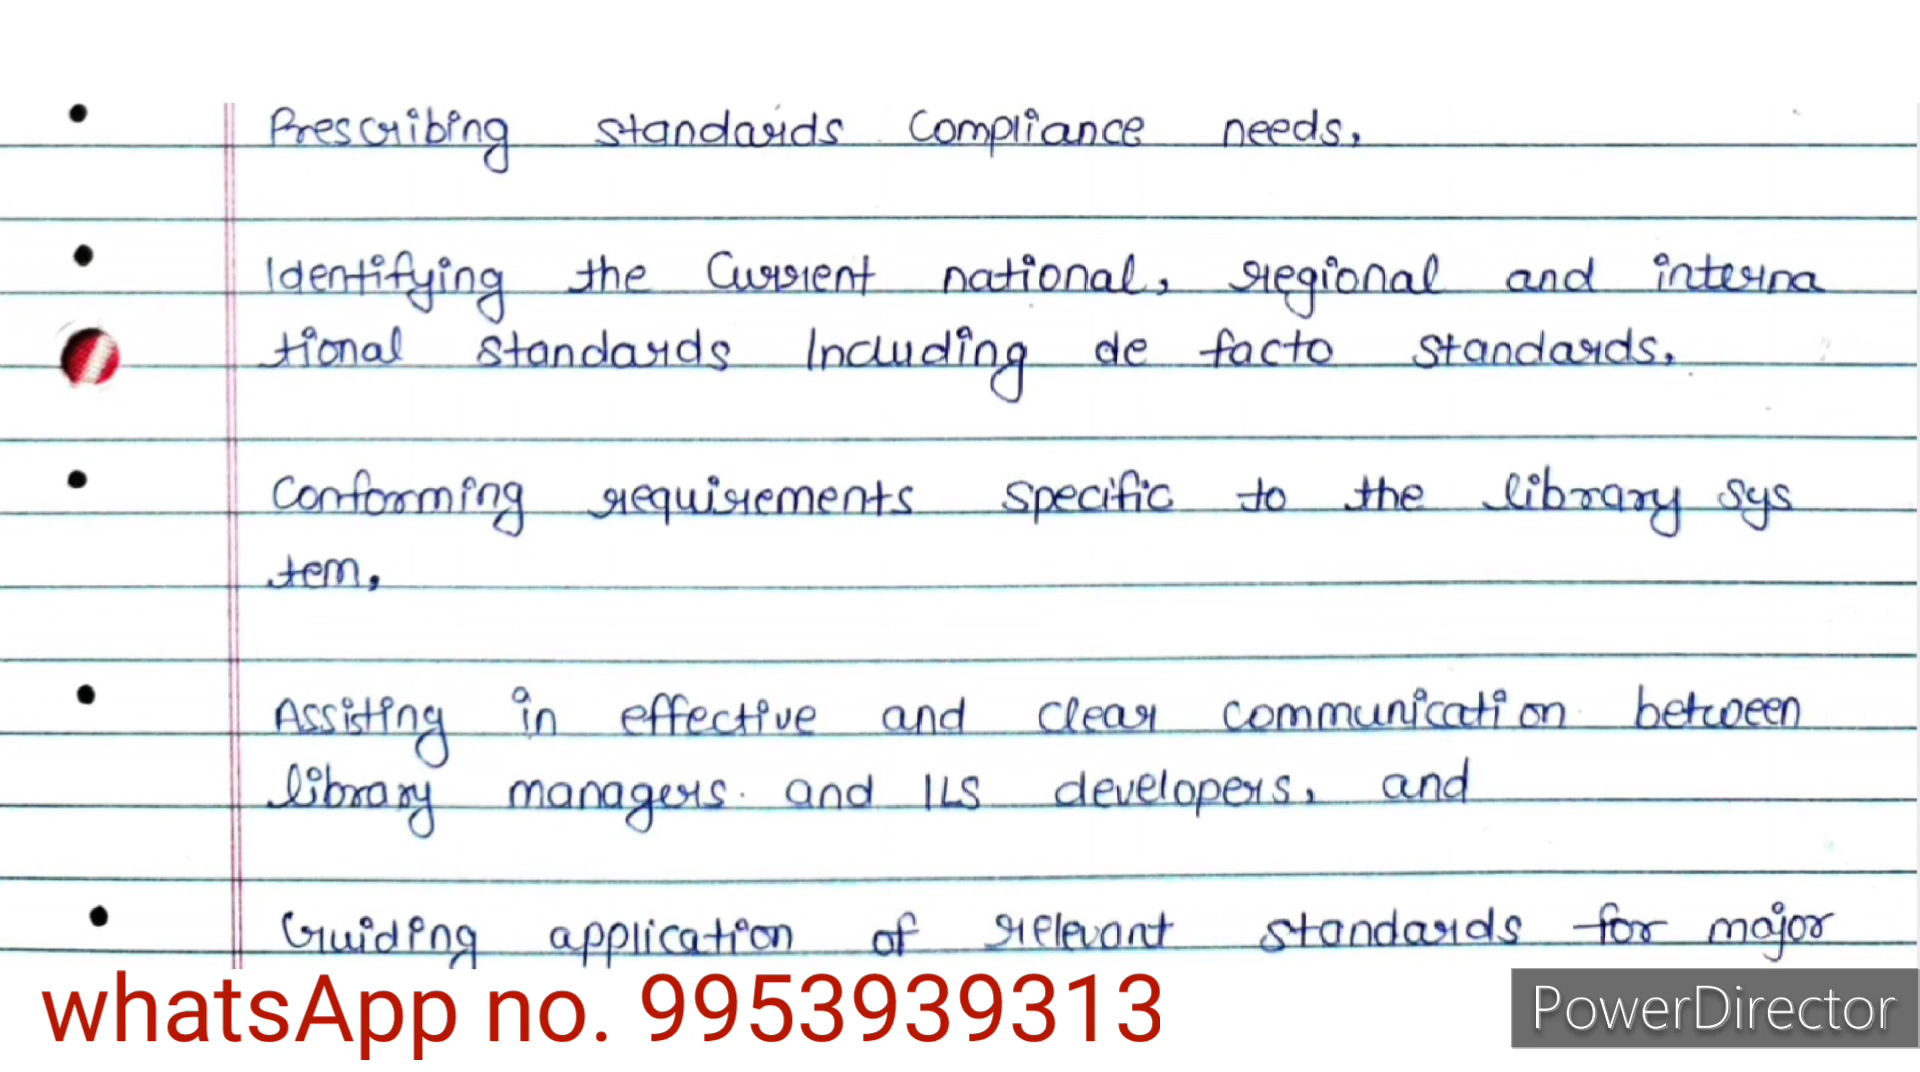 • Prescribing standards Compliance needs,
• Identifying the Current national, regional and interna
tional standards Including de facto standards,
• Conforming requirements specific to the library sys
tem,
• Assisting in effective and clear communication between
library managers and ILS developers, and
• Guiding application of relevant standards for major
whatsApp no. 9953939313
PowerDirector